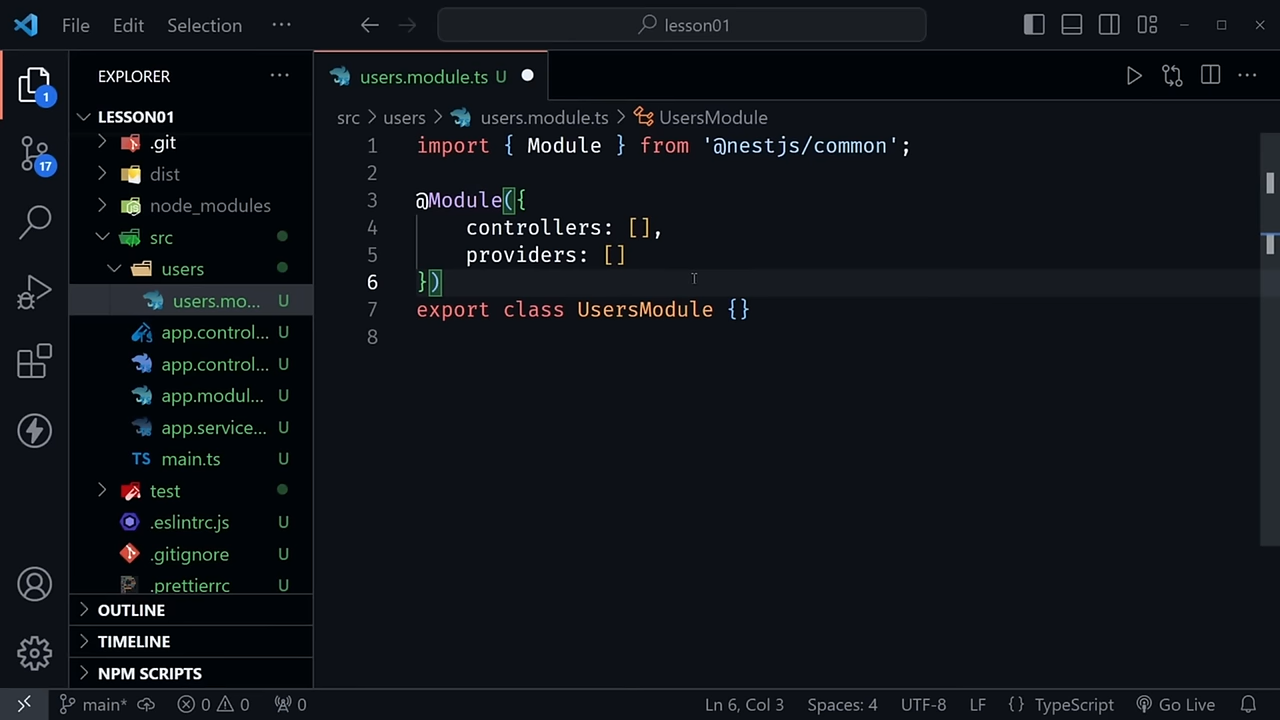 File Edit Selection ··· lesson01
EXPLORER ···
users.module.ts U
1
LESSON01
src > users > users.module.ts > UsersModule
.git
dist
node_modules
src
users
users.mo... U
app.control... U
app.control... U
app.modul... U
app.service... U
TS main.ts U
test
.eslintrc.js U
.gitignore U
.prettierrc U
17
OUTLINE
TIMELINE
NPM SCRIPTS
1 import { Module } from '@nestjs/common';
2
3 @Module({
4 controllers: [],
5 providers: []
6 })
7 export class UsersModule {}
8
main* 0 0 0 Ln 6, Col 3 Spaces: 4 UTF-8 LF {} TypeScript Go Live